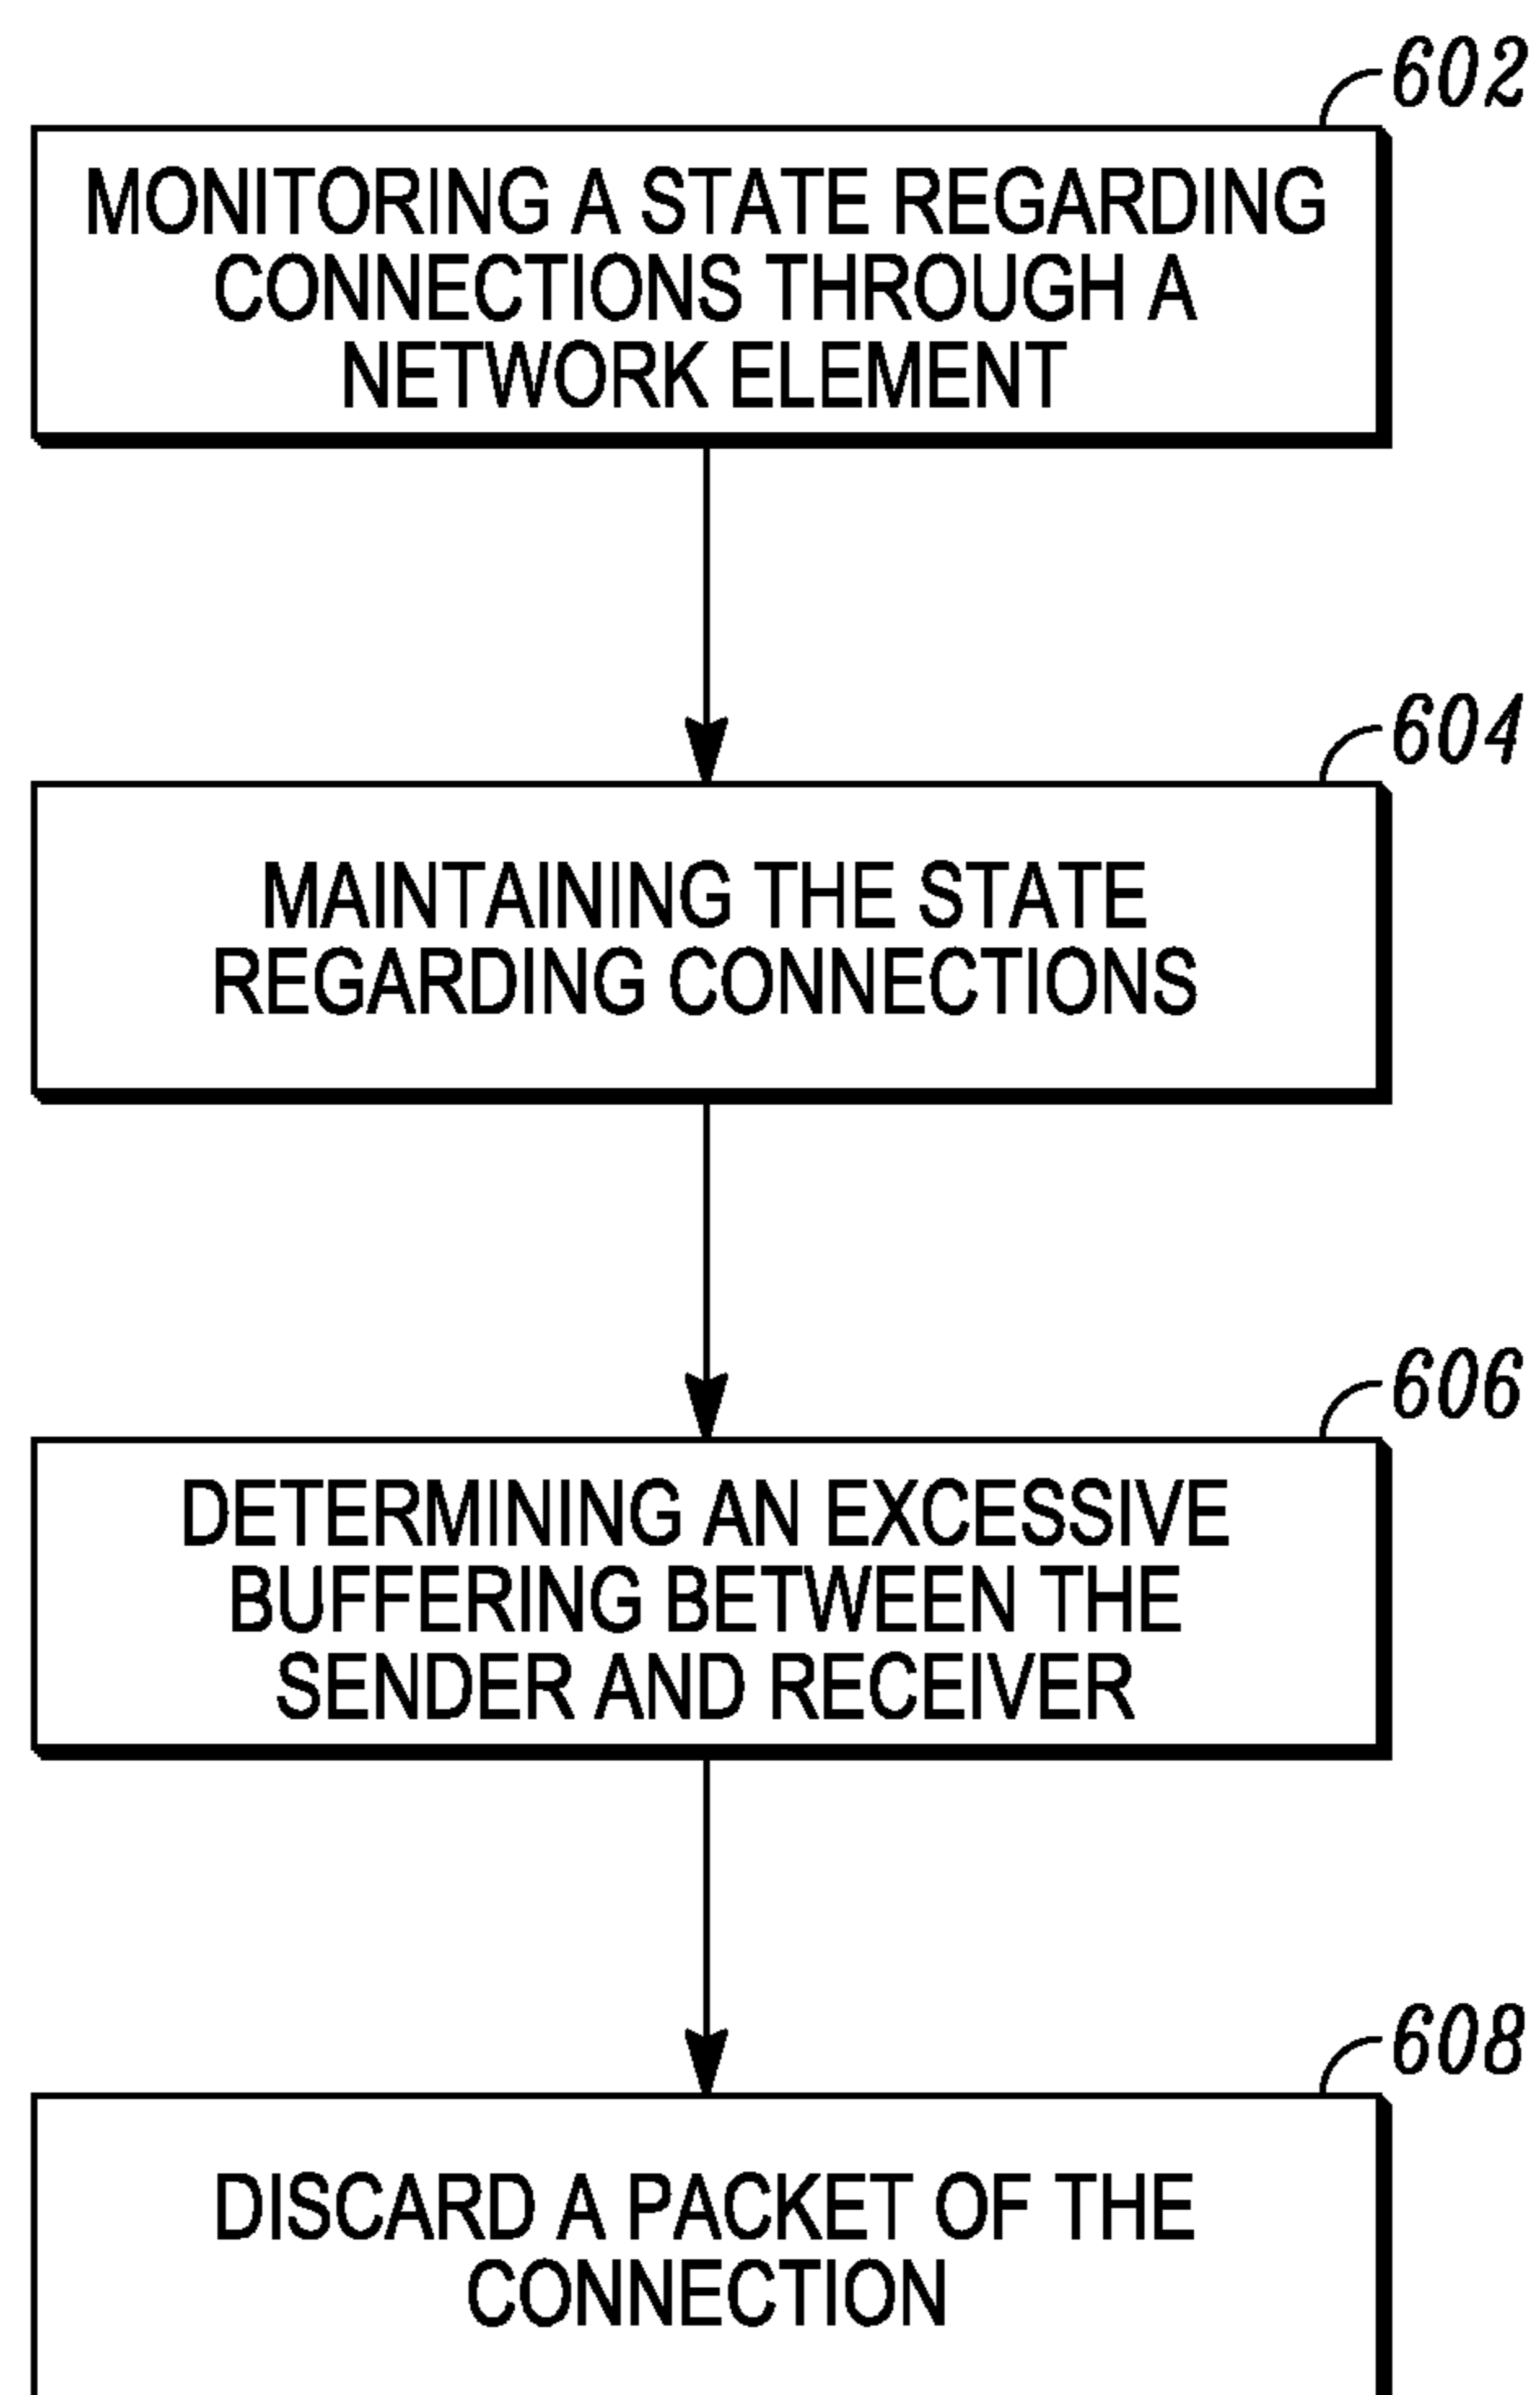 602
MONITORING A STATE REGARDING
CONNECTIONS THROUGH A
NETWORK ELEMENT
604
MAINTAINING THE STATE
REGARDING CONNECTIONS
606
DETERMINING AN EXCESSIVE
BUFFERING BETWEEN THE
SENDER AND RECEIVER
608
DISCARD A PACKET OF THE
CONNECTION